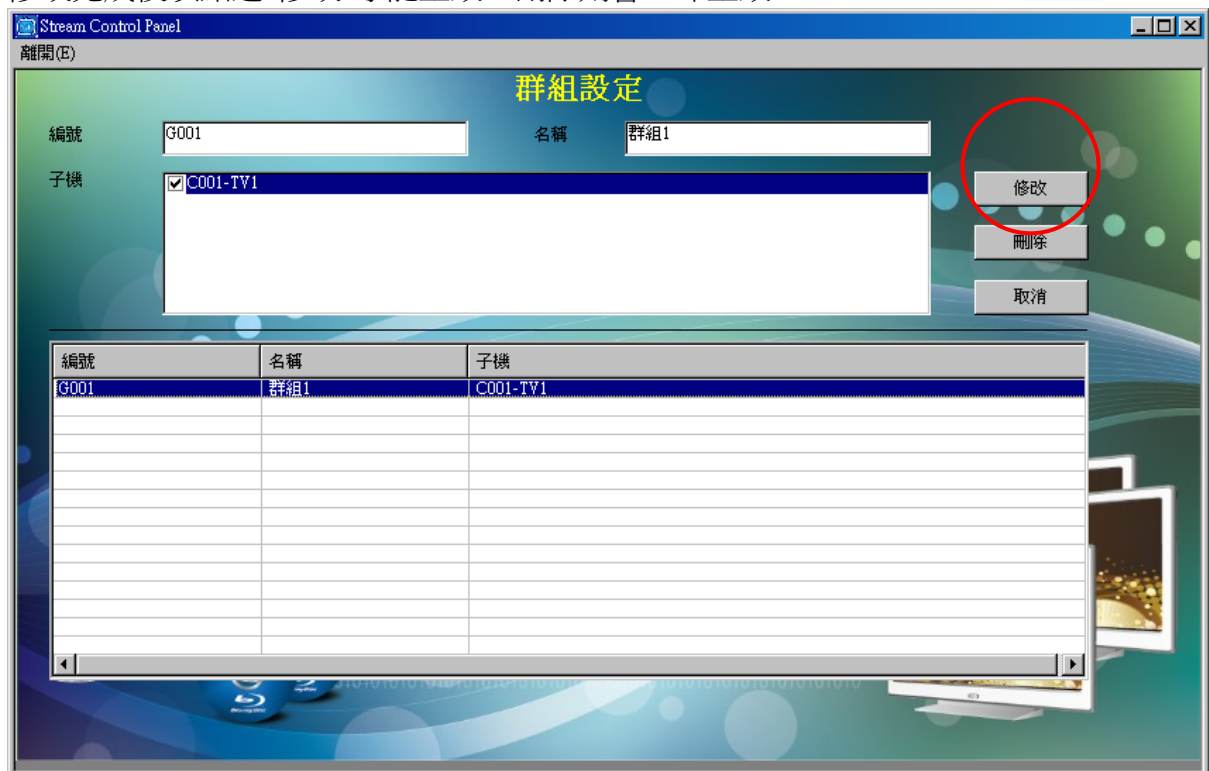 Stream Control Panel
離開(E)
群組設定
編號 G001 名稱 群組1
子機 C001-TV1
修改
刪除
取消
編號 名稱 子機
G001 群組1 C001-TV1